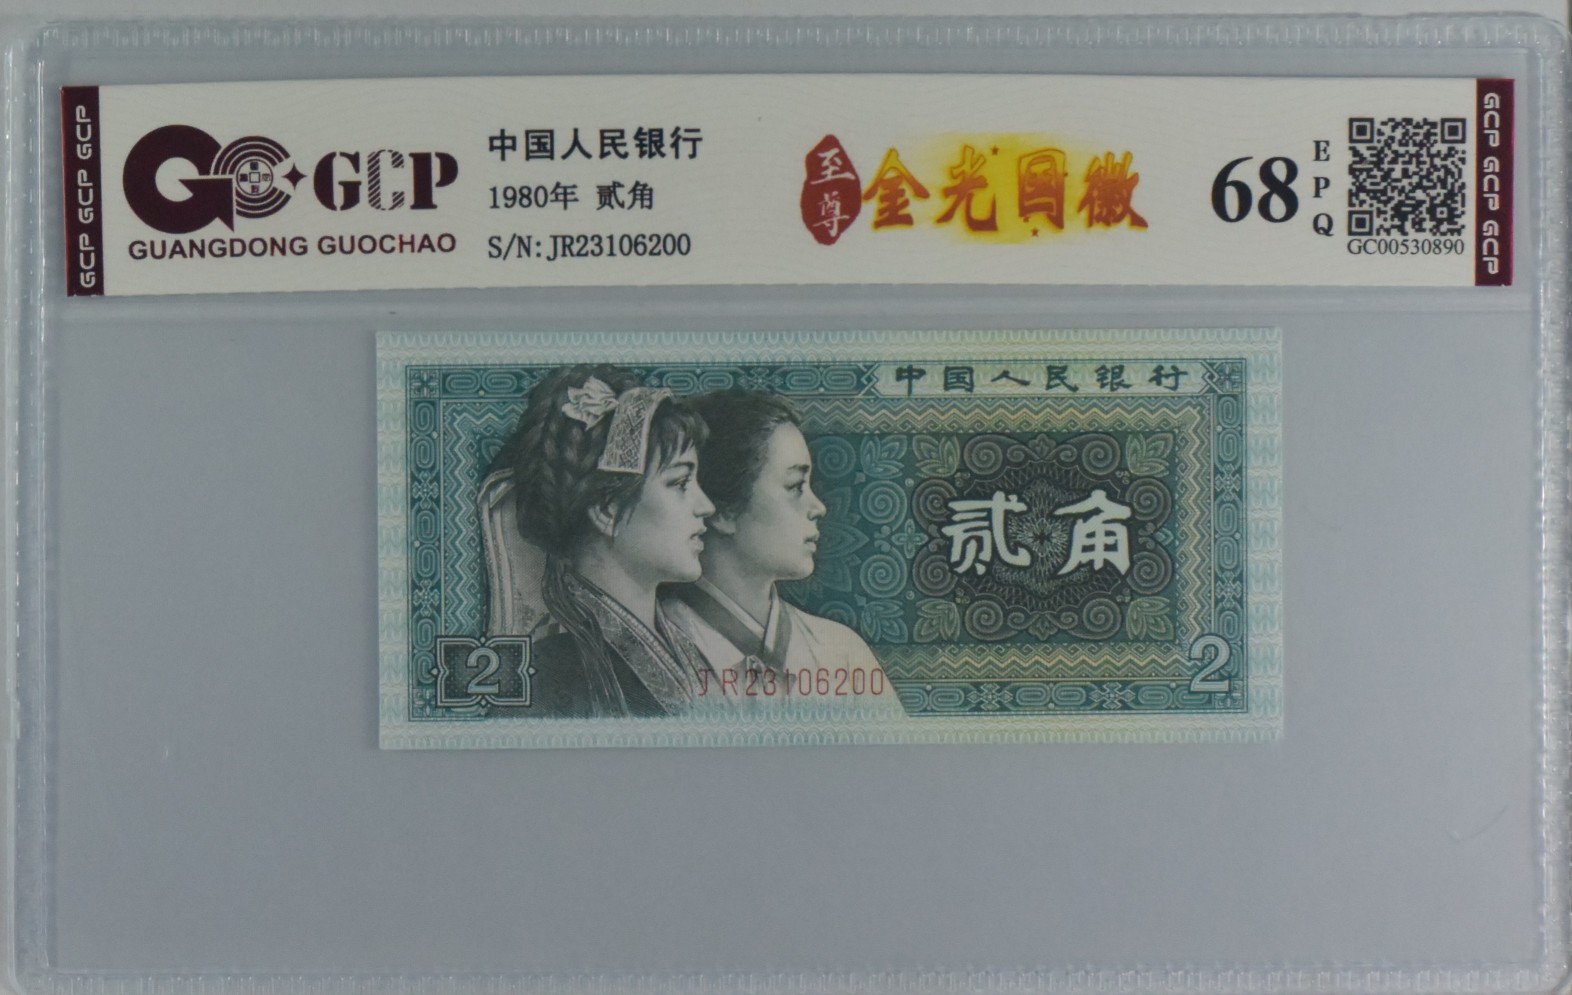 GCP GCP GCP
GCP
GUANGDONG GUOCHAO
中国人民银行
1980年 贰角
S/N:JR23106200
至尊
金光国徽
68
EPQ
GC00530890
GCP GCP GCP
中国人民银行
贰角
2
JR23106200
2